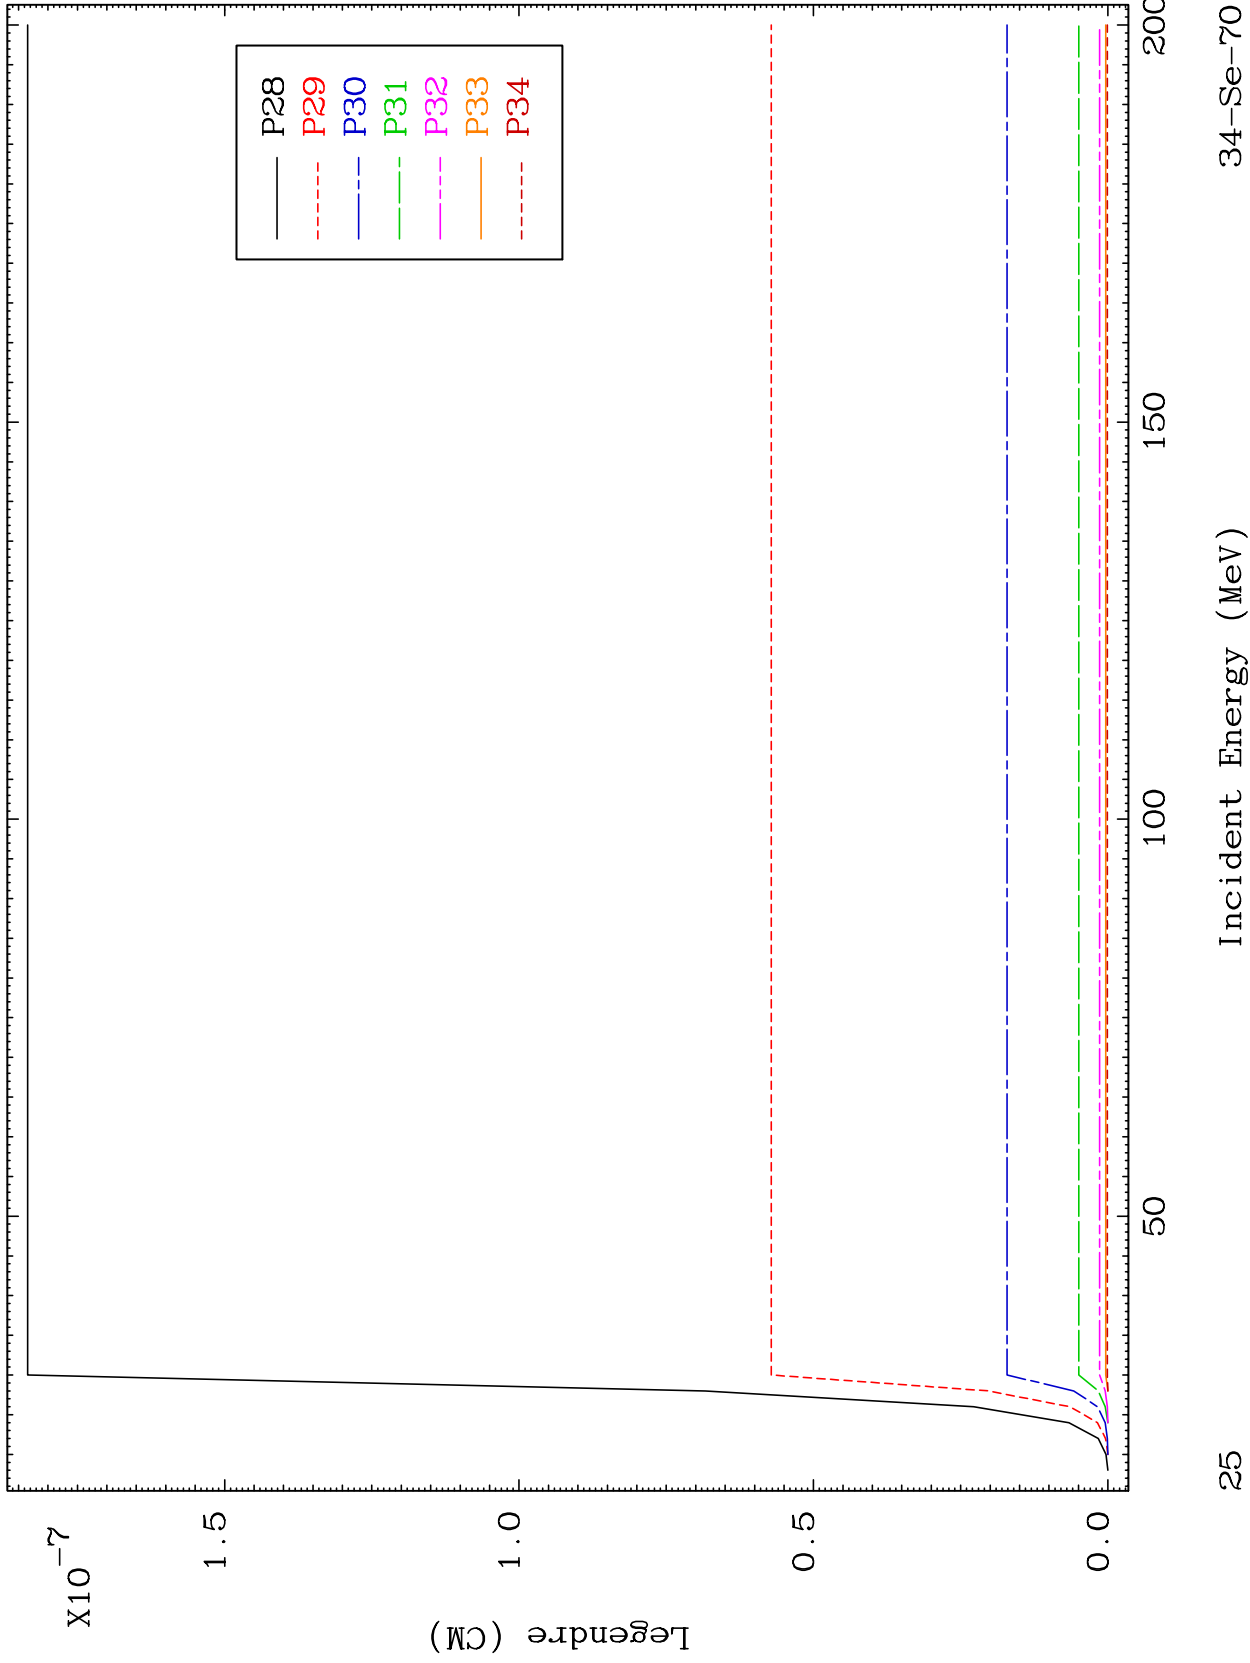 X10-7
1.5
1.0
0.5
0.0
Legendre (CM)
P28
P29
P30
P31
P32
P33
P34
25
50
100
150
200
Incident Energy (MeV)
34-Se-70